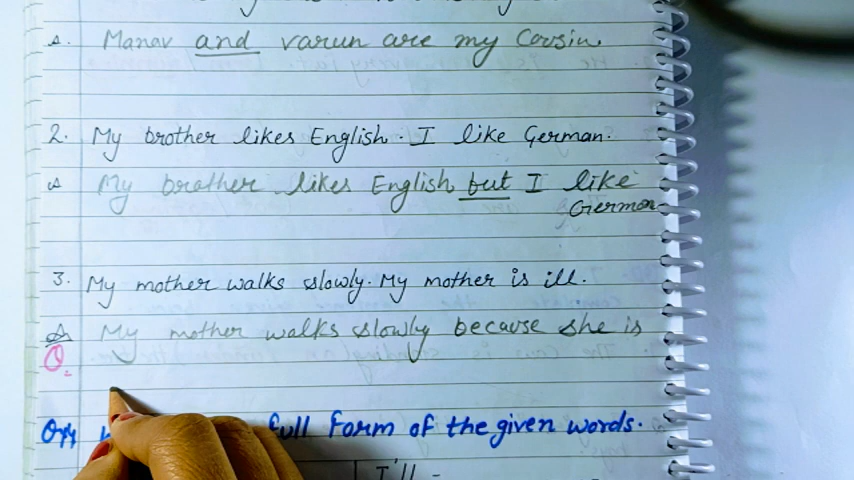 s. Manav and varun are my Cousin.
2. My brother likes English. I like German.
s My brother likes English but I like
German
3. My mother walks slowly. My mother is ill.
A My mother walks slowly because she is
Q.
full form of the given words.
I'll -